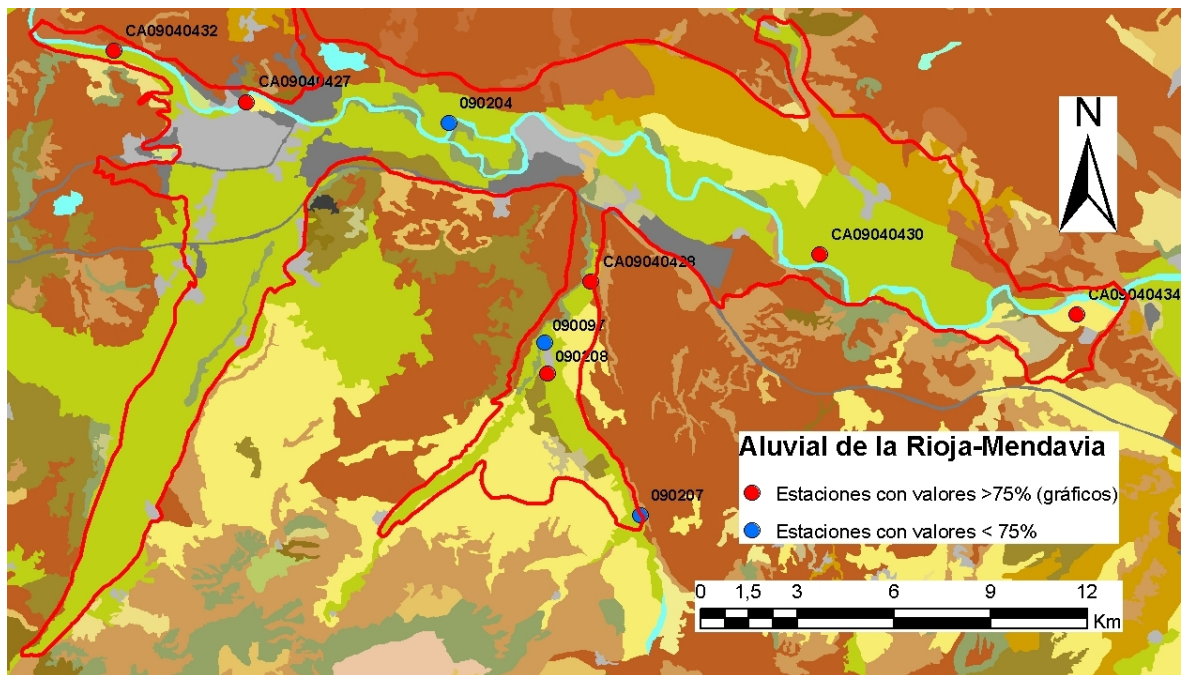 CA09040432
CA09040427
090204
N
CA09040430
CA09040428
CA09040434
090097
090208
Aluvial de la Rioja-Mendavia
Estaciones con valores >75% (gráficos)
090207
Estaciones con valores < 75%
0 1,5 3 6 9 12
Km